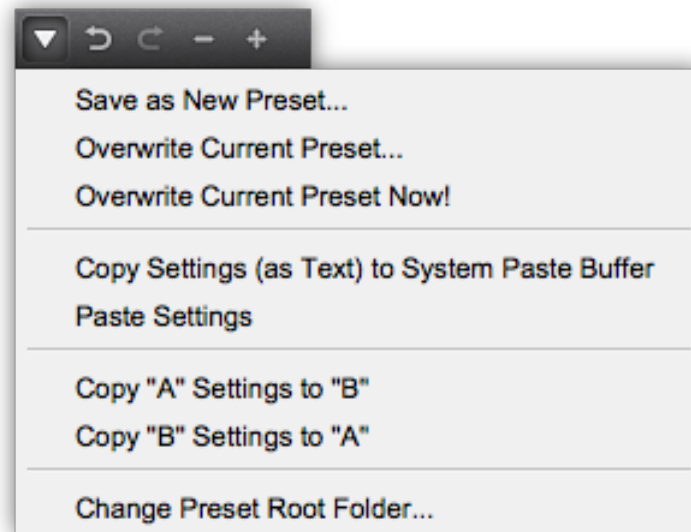 Save as New Preset...
Overwrite Current Preset...
Overwrite Current Preset Now!
Copy Settings (as Text) to System Paste Buffer
Paste Settings
Copy "A" Settings to "B"
Copy "B" Settings to "A"
Change Preset Root Folder...